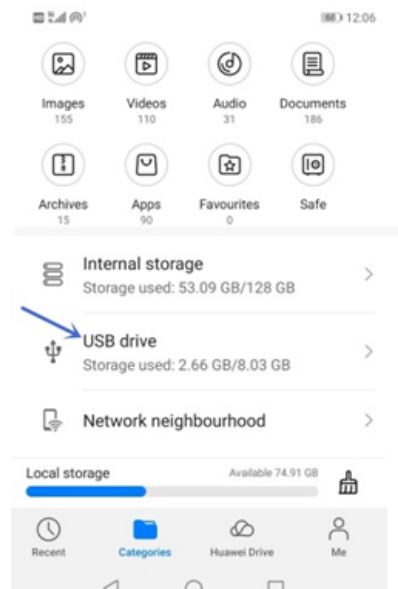 12:06
Images Videos Audio Documents
155 110 31 186
Archives Apps Favourites Safe
15 90 0
Internal storage
Storage used: 53.09 GB/128 GB
USB drive
Storage used: 2.66 GB/8.03 GB
Network neighbourhood
Local storage Available 74.91 GB
Recent Categories Huawei Drive Me